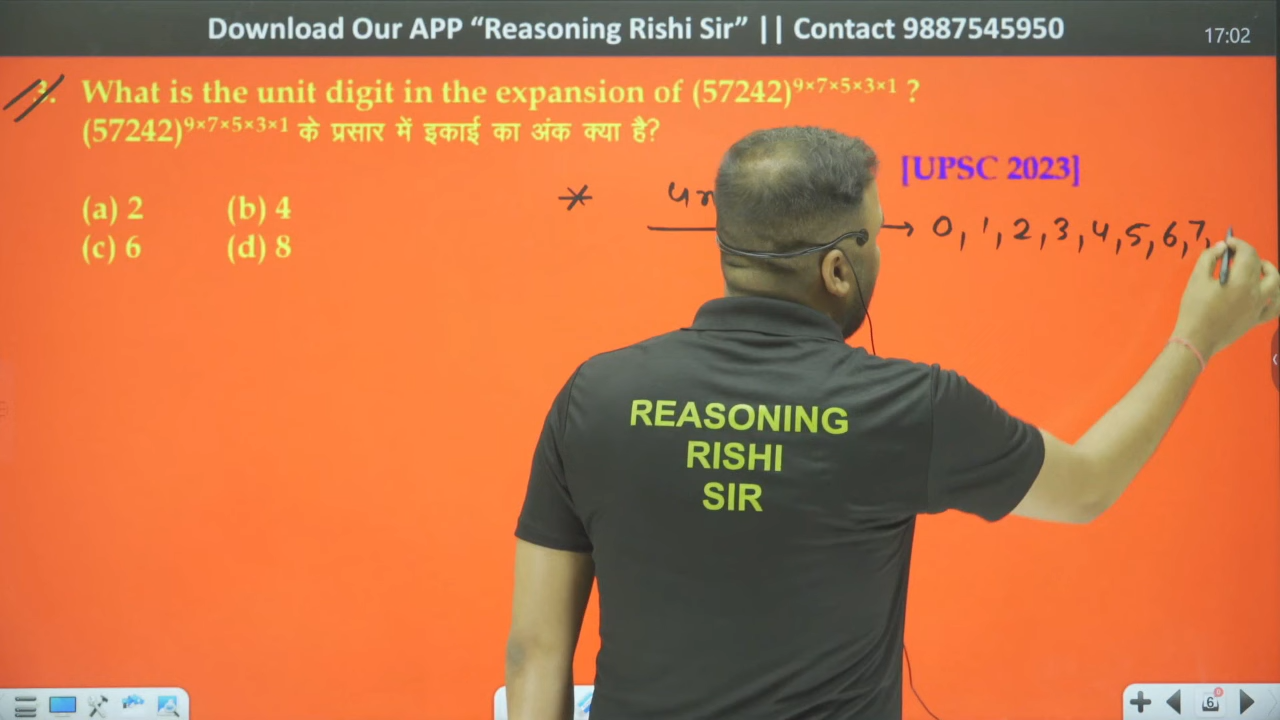 Download Our APP “Reasoning Rishi Sir” || Contact 9887545950
17:02
3. What is the unit digit in the expansion of (57242)^9×7×5×3×1 ?
(57242)^9×7×5×3×1 के प्रसार में इकाई का अंक क्या है?
[UPSC 2023]
(a) 2 (b) 4
(c) 6 (d) 8
* → 0, 1, 2, 3, 4, 5, 6, 7,
REASONING
RISHI
SIR
6